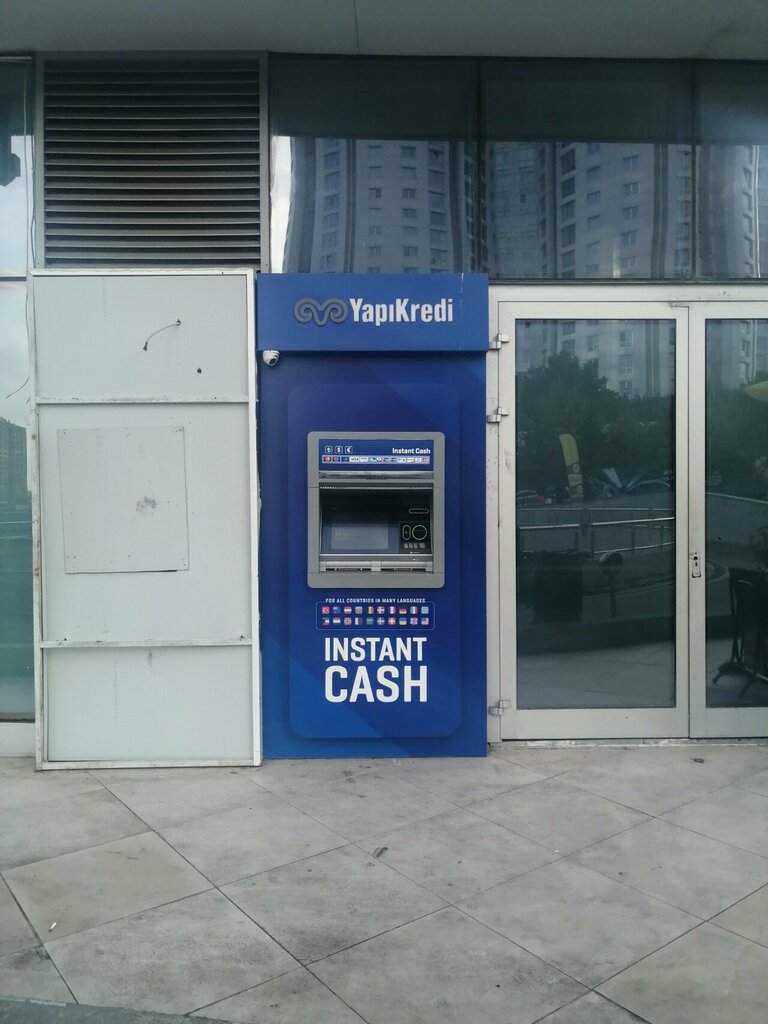 YapıKredi
Instant Cash
FOR ALL COUNTRIES IN MANY LANGUAGES
INSTANT
CASH